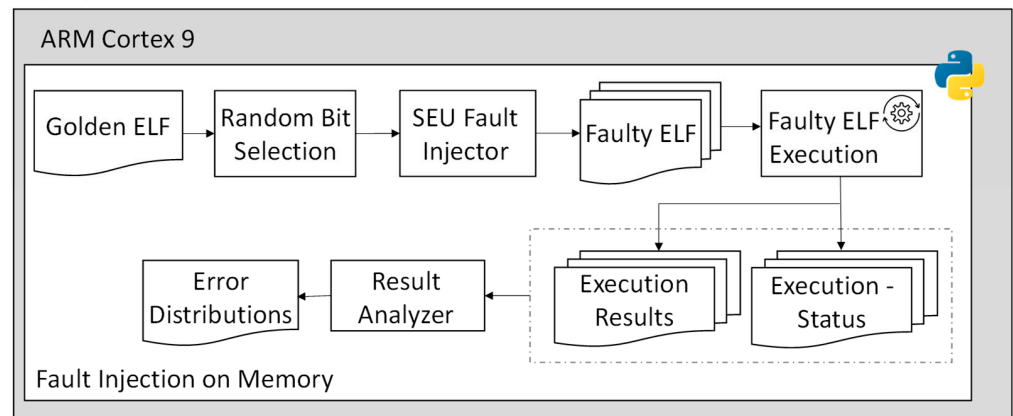 ARM Cortex 9
Golden ELF
Random Bit
Selection
SEU Fault
Injector
Faulty ELF
Faulty ELF
Execution
Execution
Results
Execution -
Status
Result
Analyzer
Error
Distributions
Fault Injection on Memory